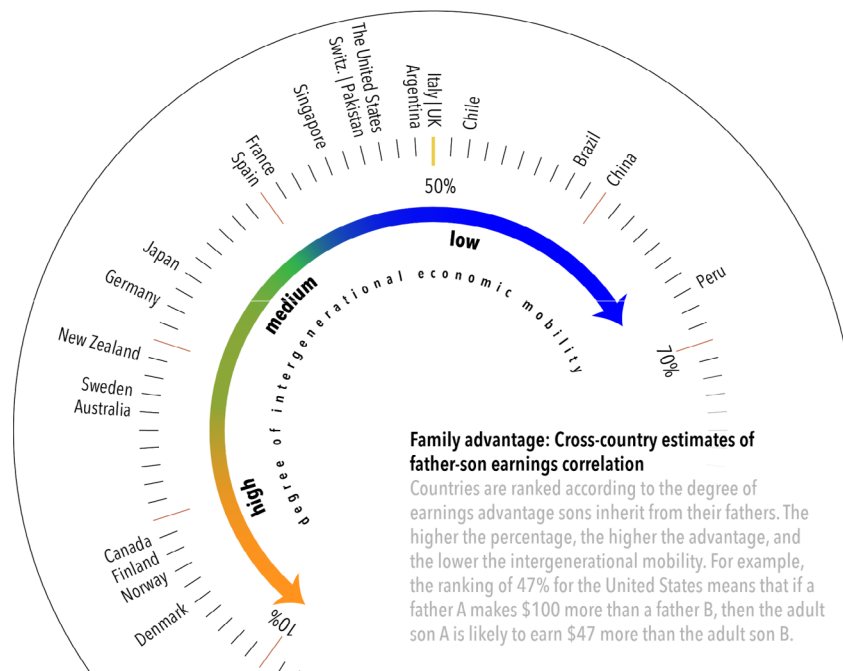 The United States
Switz. | Pakistan
Argentina
Italy | UK
Chile
Singapore
Brazil
China
France
Spain
50%
low
Japan
Germany
medium
Peru
New Zealand
70%
Sweden
Australia
degree of intergenerational economic mobility
high
Canada
Finland
Norway
Denmark
10%
Family advantage: Cross-country estimates of
father-son earnings correlation
Countries are ranked according to the degree of
earnings advantage sons inherit from their fathers. The
higher the percentage, the higher the advantage, and
the lower the intergenerational mobility. For example,
the ranking of 47% for the United States means that if a
father A makes $100 more than a father B, then the adult
son A is likely to earn $47 more than the adult son B.